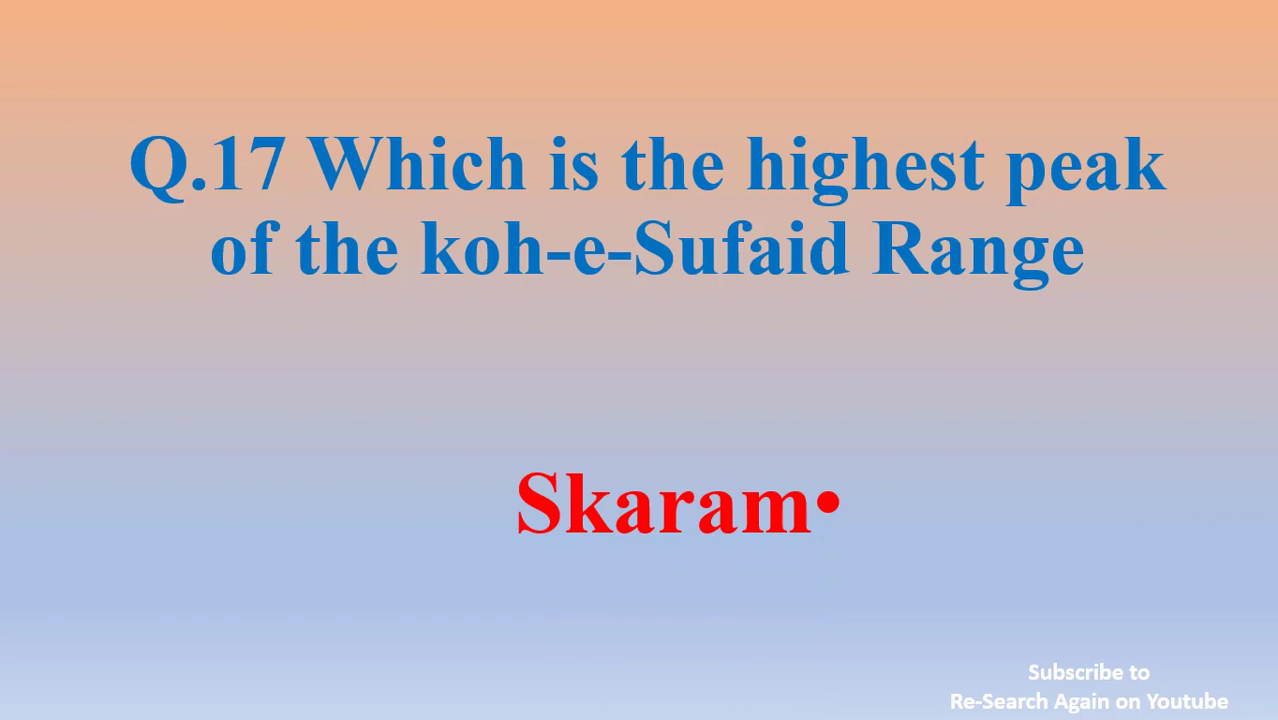 Q.17 Which is the highest peak
of the koh-e-Sufaid Range
Skaram•
Subscribe to
Re-Search Again on Youtube